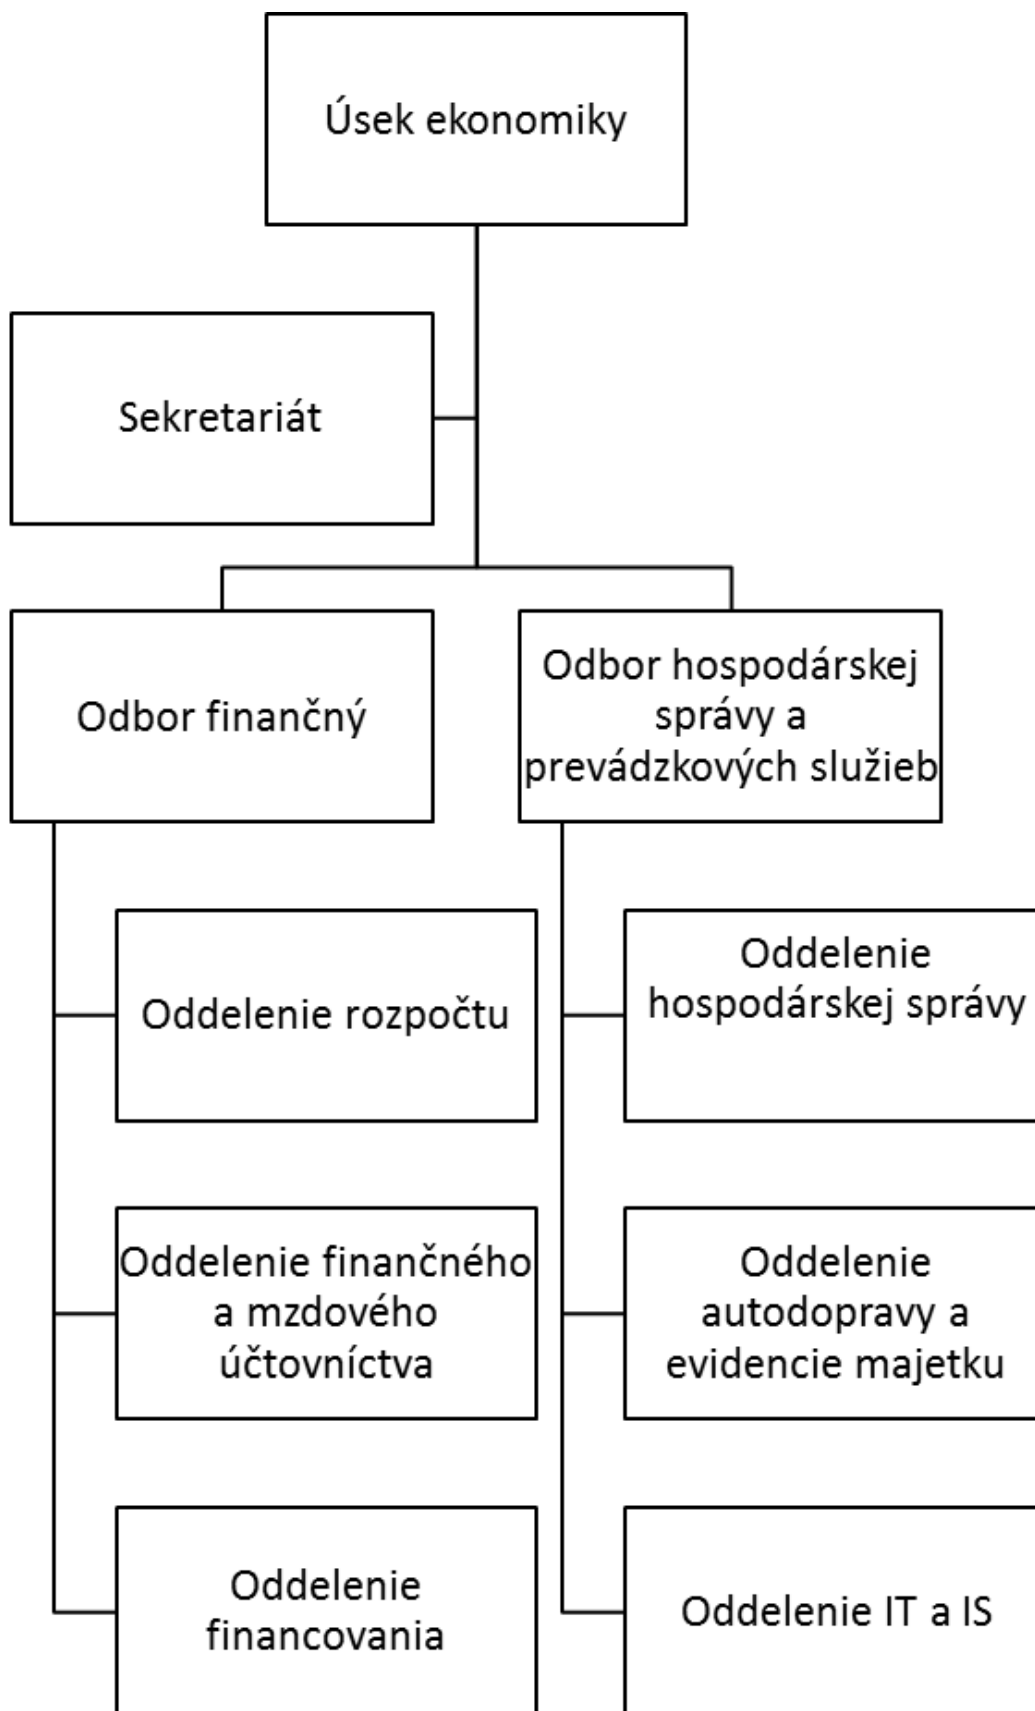 Úsek ekonomiky
Sekretariát
Odbor finančný
Odbor hospodárskej
správy a
prevádzkových služieb
Oddelenie rozpočtu
Oddelenie
hospodárskej správy
Oddelenie finančného
a mzdového
účtovníctva
Oddelenie
autodopravy a
evidencie majetku
Oddelenie
financovania
Oddelenie IT a IS